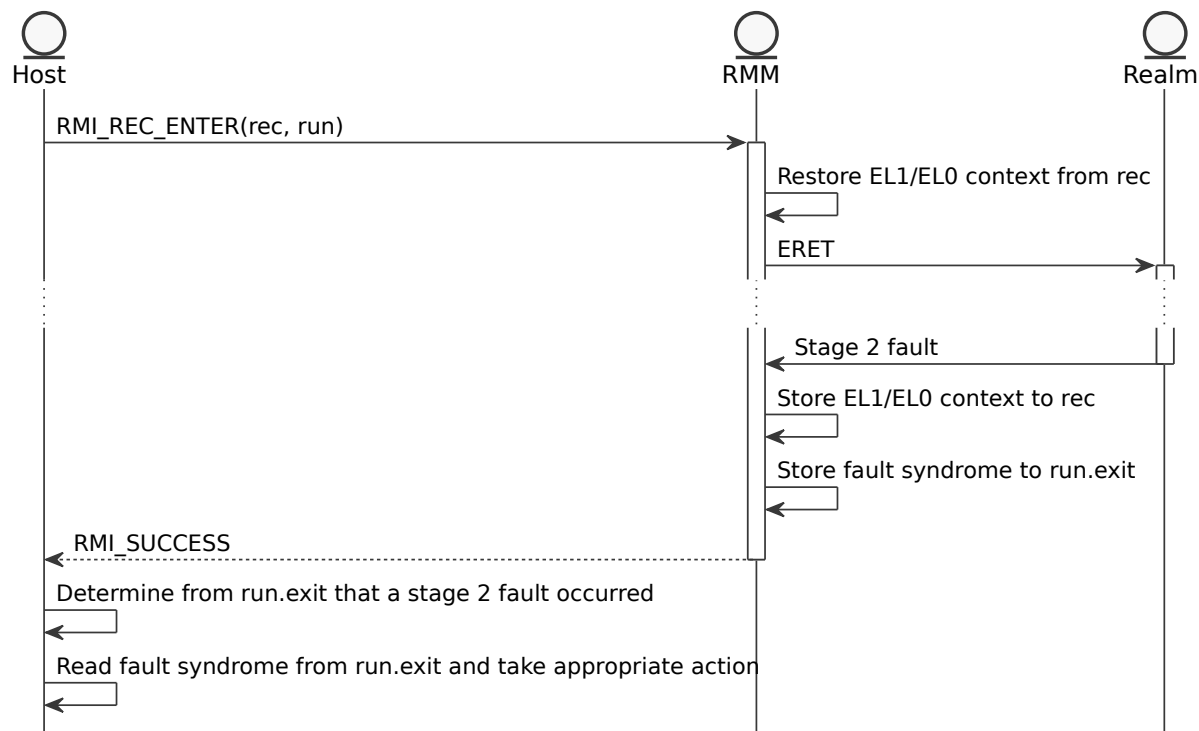 Host
RMM
Realm
RMI_REC_ENTER(rec, run)
Restore EL1/EL0 context from rec
ERET
Stage 2 fault
Store EL1/EL0 context to rec
Store fault syndrome to run.exit
RMI_SUCCESS
Determine from run.exit that a stage 2 fault occurred
Read fault syndrome from run.exit and take appropriate action